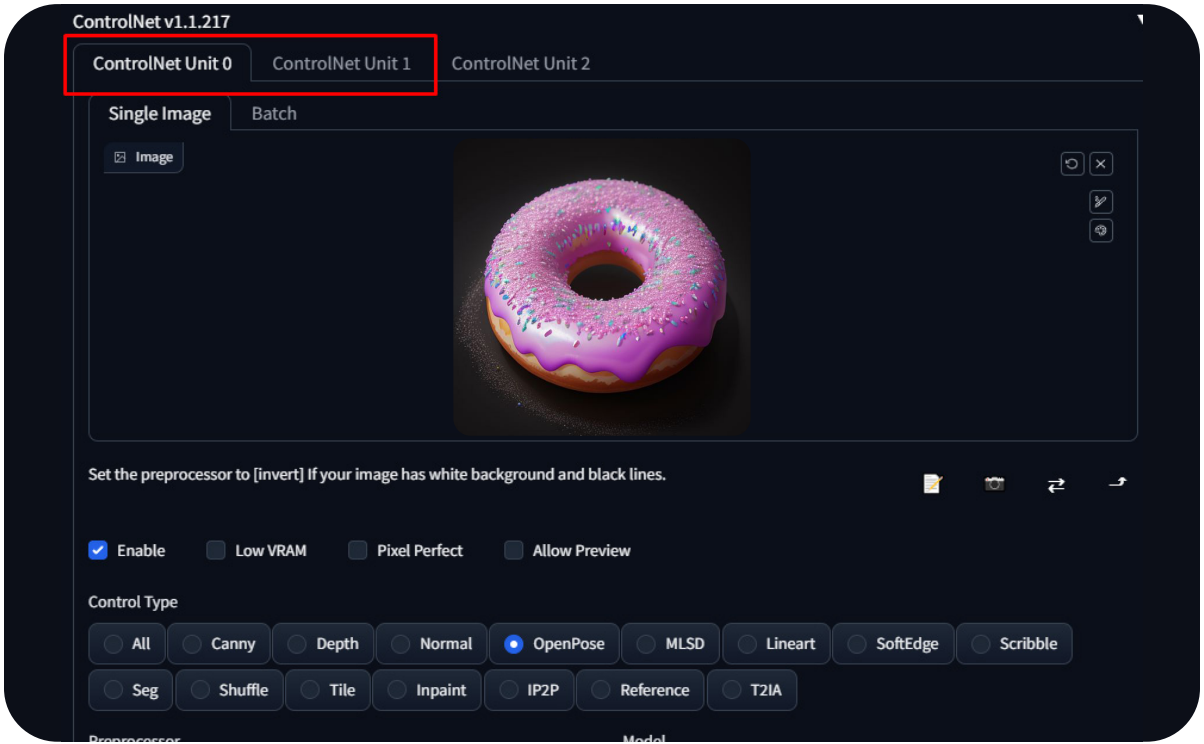 ControlNet v1.1.217
ControlNet Unit 0 ControlNet Unit 1 ControlNet Unit 2
Single Image Batch
Image
Set the preprocessor to [invert] If your image has white background and black lines.
Enable Low VRAM Pixel Perfect Allow Preview
Control Type
All Canny Depth Normal OpenPose MLSD Lineart SoftEdge Scribble
Seg Shuffle Tile Inpaint IP2P Reference T2IA
Preprocessor Model